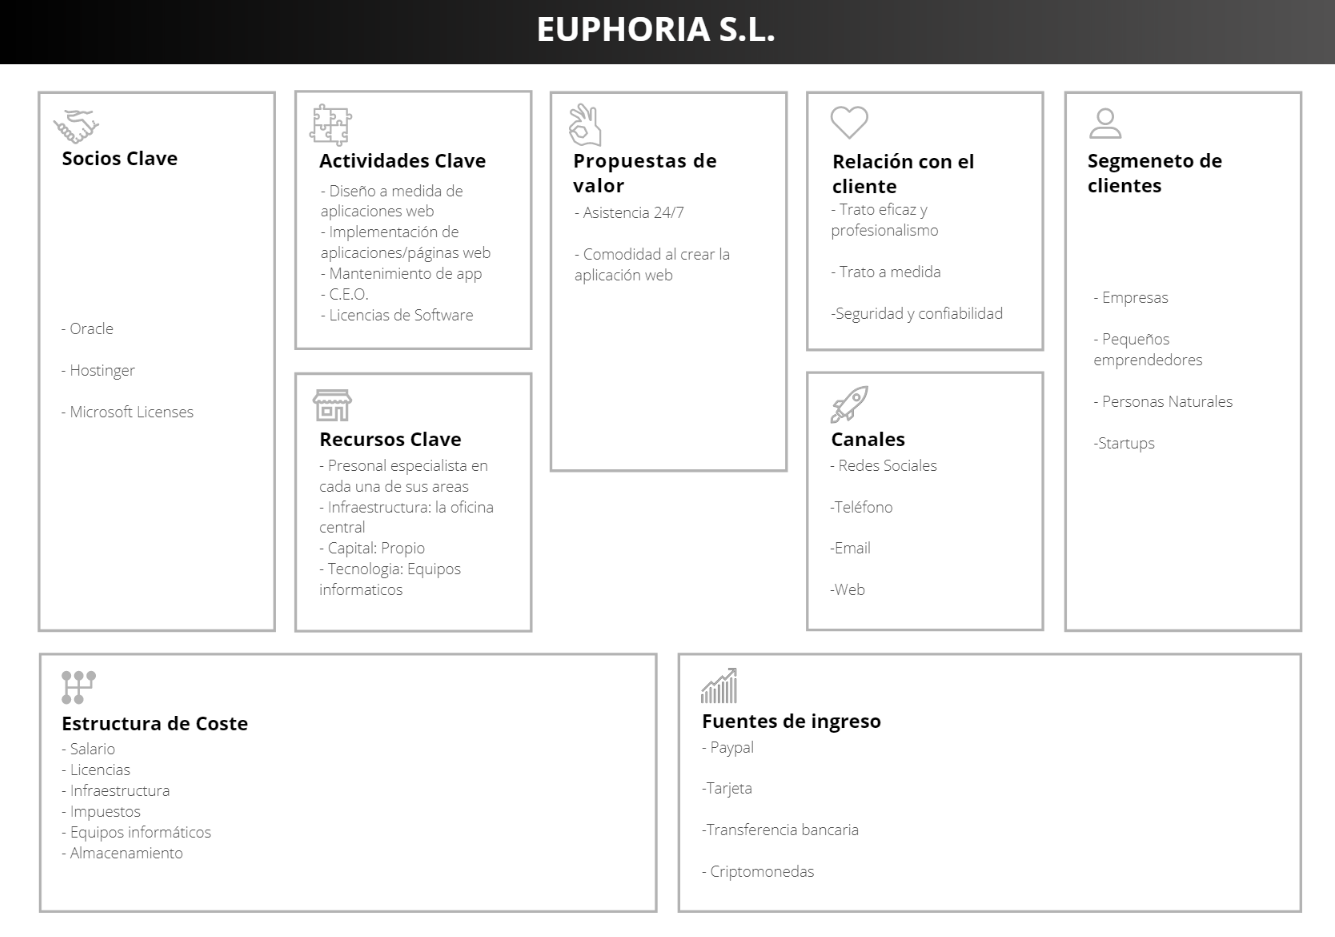 EUPHORIA S.L.
Socios Clave
- Oracle
- Hostinger
- Microsoft Licenses
Actividades Clave
- Diseño a medida de
aplicaciones web
- Implementación de
aplicaciones/páginas web
- Mantenimiento de app
- C.E.O.
- Licencias de Software
Recursos Clave
- Presonal especialista en
cada una de sus areas
- Infraestructura: la oficina
central
- Capital: Propio
- Tecnologia: Equipos
informaticos
Propuestas de
valor
- Asistencia 24/7
- Comodidad al crear la
aplicación web
Relación con el
cliente
- Trato eficaz y
profesionalismo
- Trato a medida
-Seguridad y confiabilidad
Canales
- Redes Sociales
-Teléfono
-Email
-Web
Segmeneto de
clientes
- Empresas
- Pequeños
emprendedores
- Personas Naturales
-Startups
Estructura de Coste
- Salario
- Licencias
- Infraestructura
- Impuestos
- Equipos informáticos
- Almacenamiento
Fuentes de ingreso
- Paypal
-Tarjeta
-Transferencia bancaria
- Criptomonedas